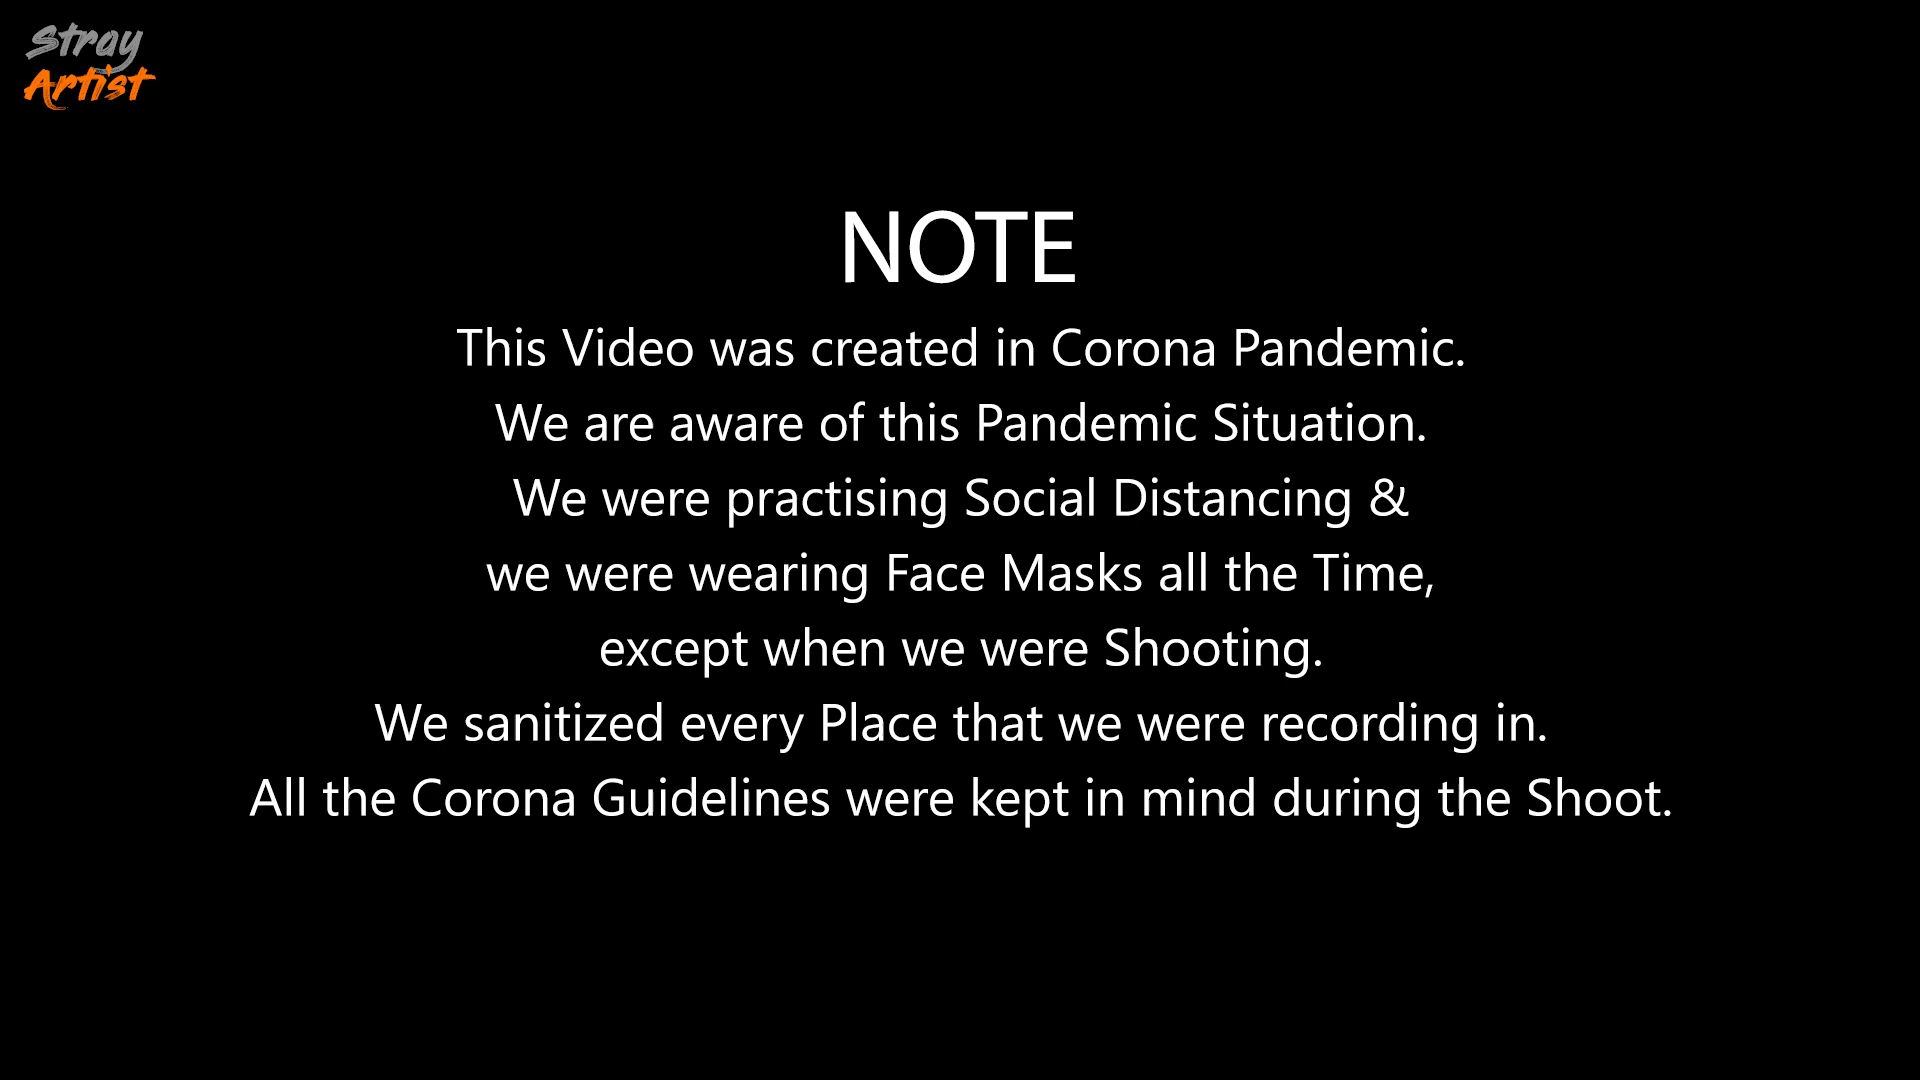 Stray
Artist
NOTE
This Video was created in Corona Pandemic.
We are aware of this Pandemic Situation.
We were practising Social Distancing &
we were wearing Face Masks all the Time,
except when we were Shooting.
We sanitized every Place that we were recording in.
All the Corona Guidelines were kept in mind during the Shoot.